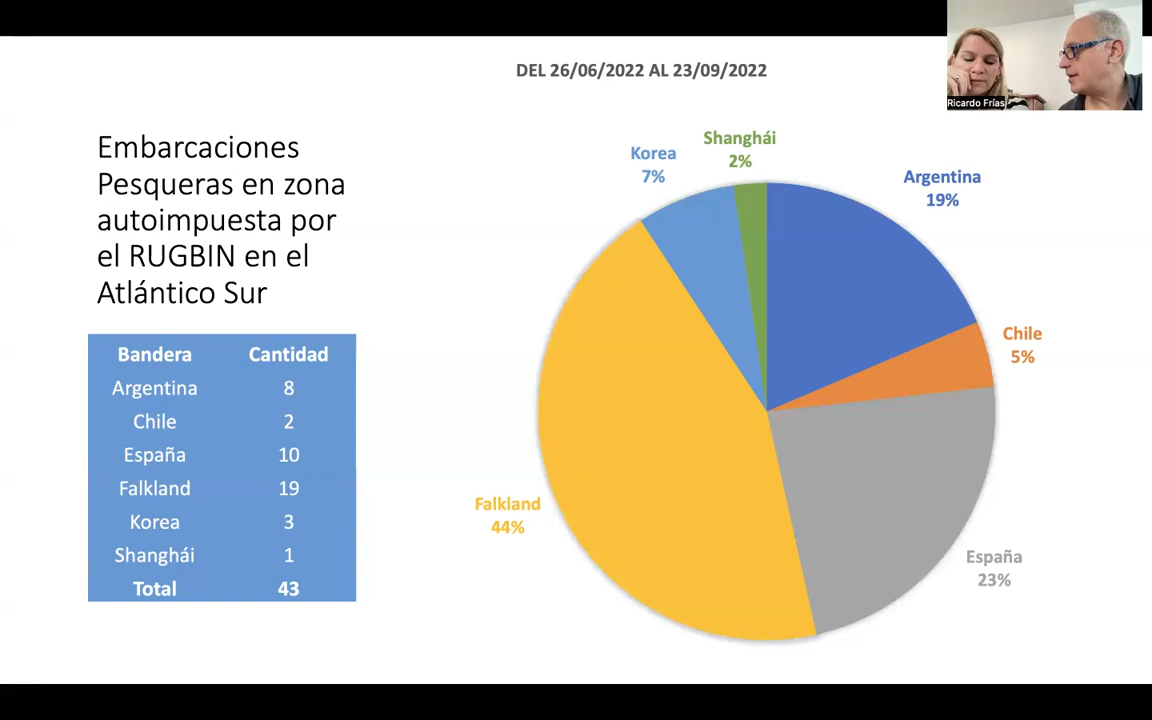 DEL 26/06/2022 AL 23/09/2022
Ricardo Frías
Embarcaciones
Pesqueras en zona
autoimpuesta por
el RUGBIN en el
Atlántico Sur
Bandera Cantidad
Argentina 8
Chile 2
España 10
Falkland 19
Korea 3
Shanghái 1
Total 43
Shanghái
2%
Korea
7%
Argentina
19%
Chile
5%
Falkland
44%
España
23%